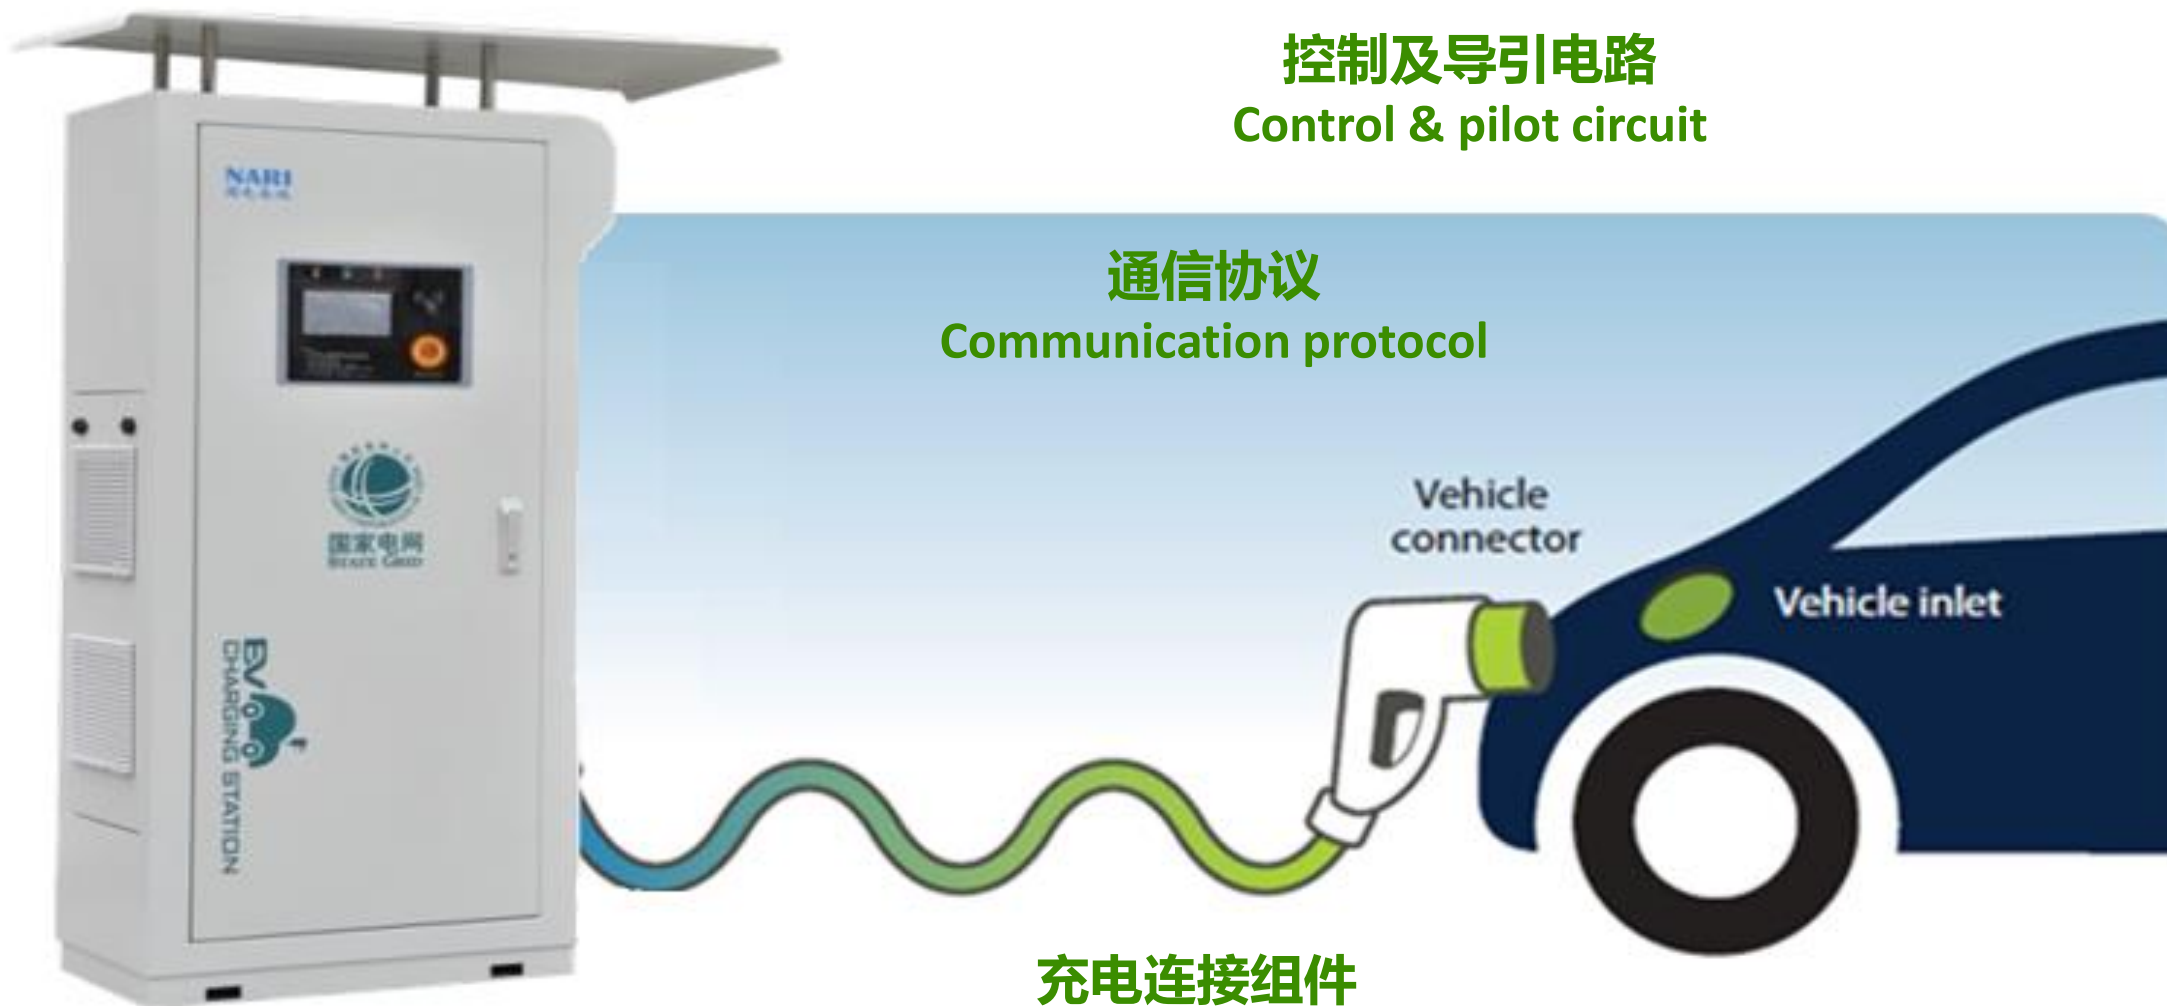 控制及导引电路
Control & pilot circuit
NARI
通信协议
Communication protocol
Vehicle
connector
国家电网
STATE GRID
Vehicle inlet
EV
CHARGING STATION
充电连接组件